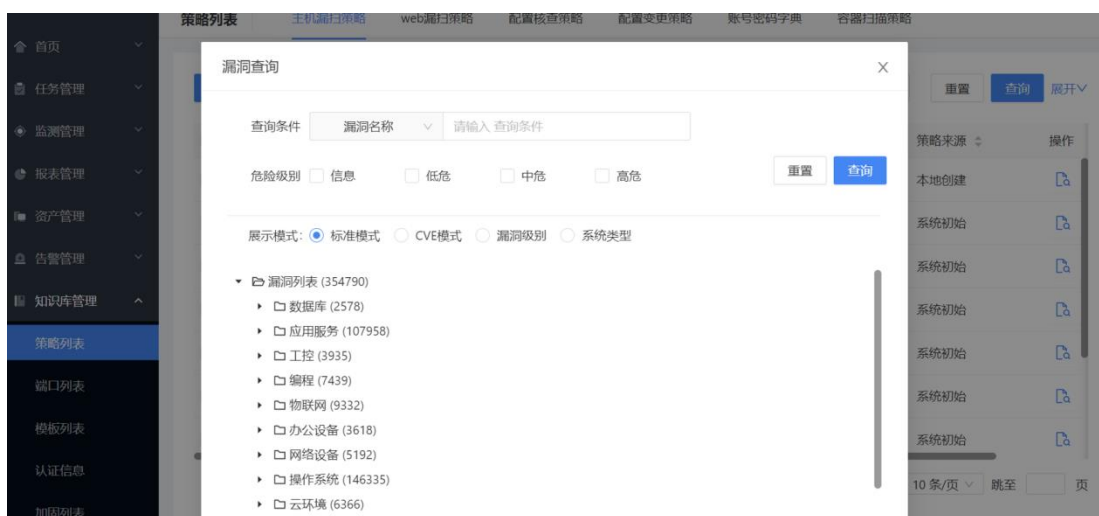 策略列表 主机漏扫策略 web漏扫策略 配置核查策略 配置变更策略 账号密码字典 容器扫描策略
首页
任务管理
监测管理
报表管理
资产管理
告警管理
知识库管理
策略列表
端口列表
模板列表
认证信息
加固列表
漏洞查询
查询条件 漏洞名称 请输入 查询条件
危险级别 信息 低危 中危 高危 重置 查询
展示模式: 标准模式 CVE模式 漏洞级别 系统类型
漏洞列表 (354790)
数据库 (2578)
应用服务 (107958)
工控 (3935)
编程 (7439)
物联网 (9332)
办公设备 (3618)
网络设备 (5192)
操作系统 (146335)
云环境 (6366)
重置 查询 展开
策略来源 操作
本地创建
系统初始
系统初始
系统初始
系统初始
系统初始
系统初始
10 条/页 跳至 页